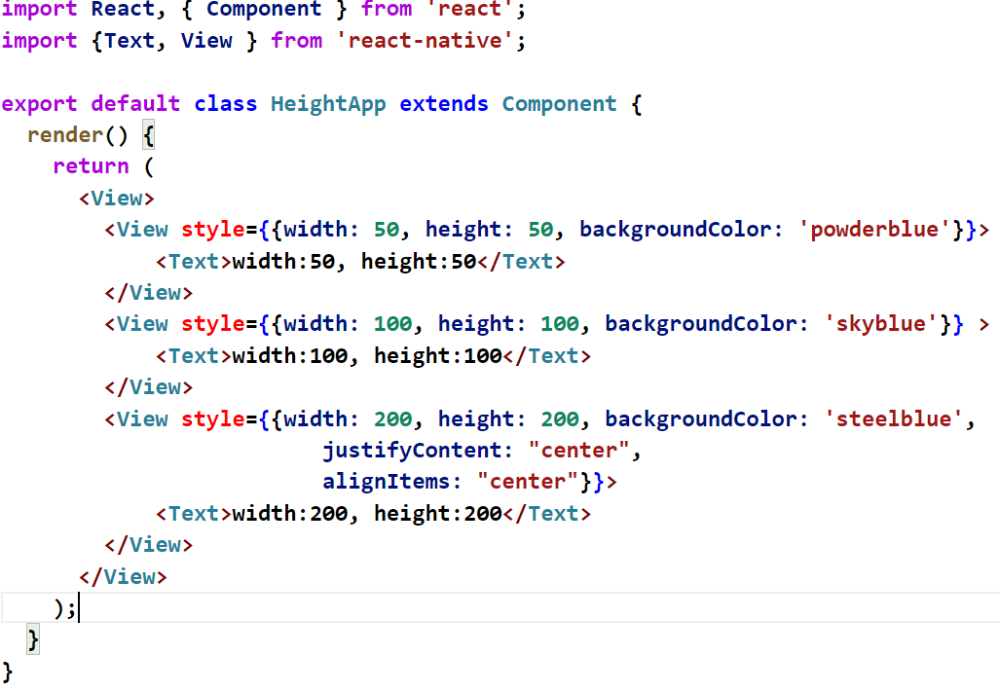 import React, { Component } from 'react';
import {Text, View } from 'react-native';

export default class HeightApp extends Component {
  render() {
    return (
      <View>
        <View style={{width: 50, height: 50, backgroundColor: 'powderblue'}}>
            <Text>width:50, height:50</Text>
        </View>
        <View style={{width: 100, height: 100, backgroundColor: 'skyblue'}} >
            <Text>width:100, height:100</Text>
        </View>
        <View style={{width: 200, height: 200, backgroundColor: 'steelblue',
                         justifyContent: "center",
                         alignItems: "center"}}>
            <Text>width:200, height:200</Text>
        </View>
      </View>
    );
  }
}